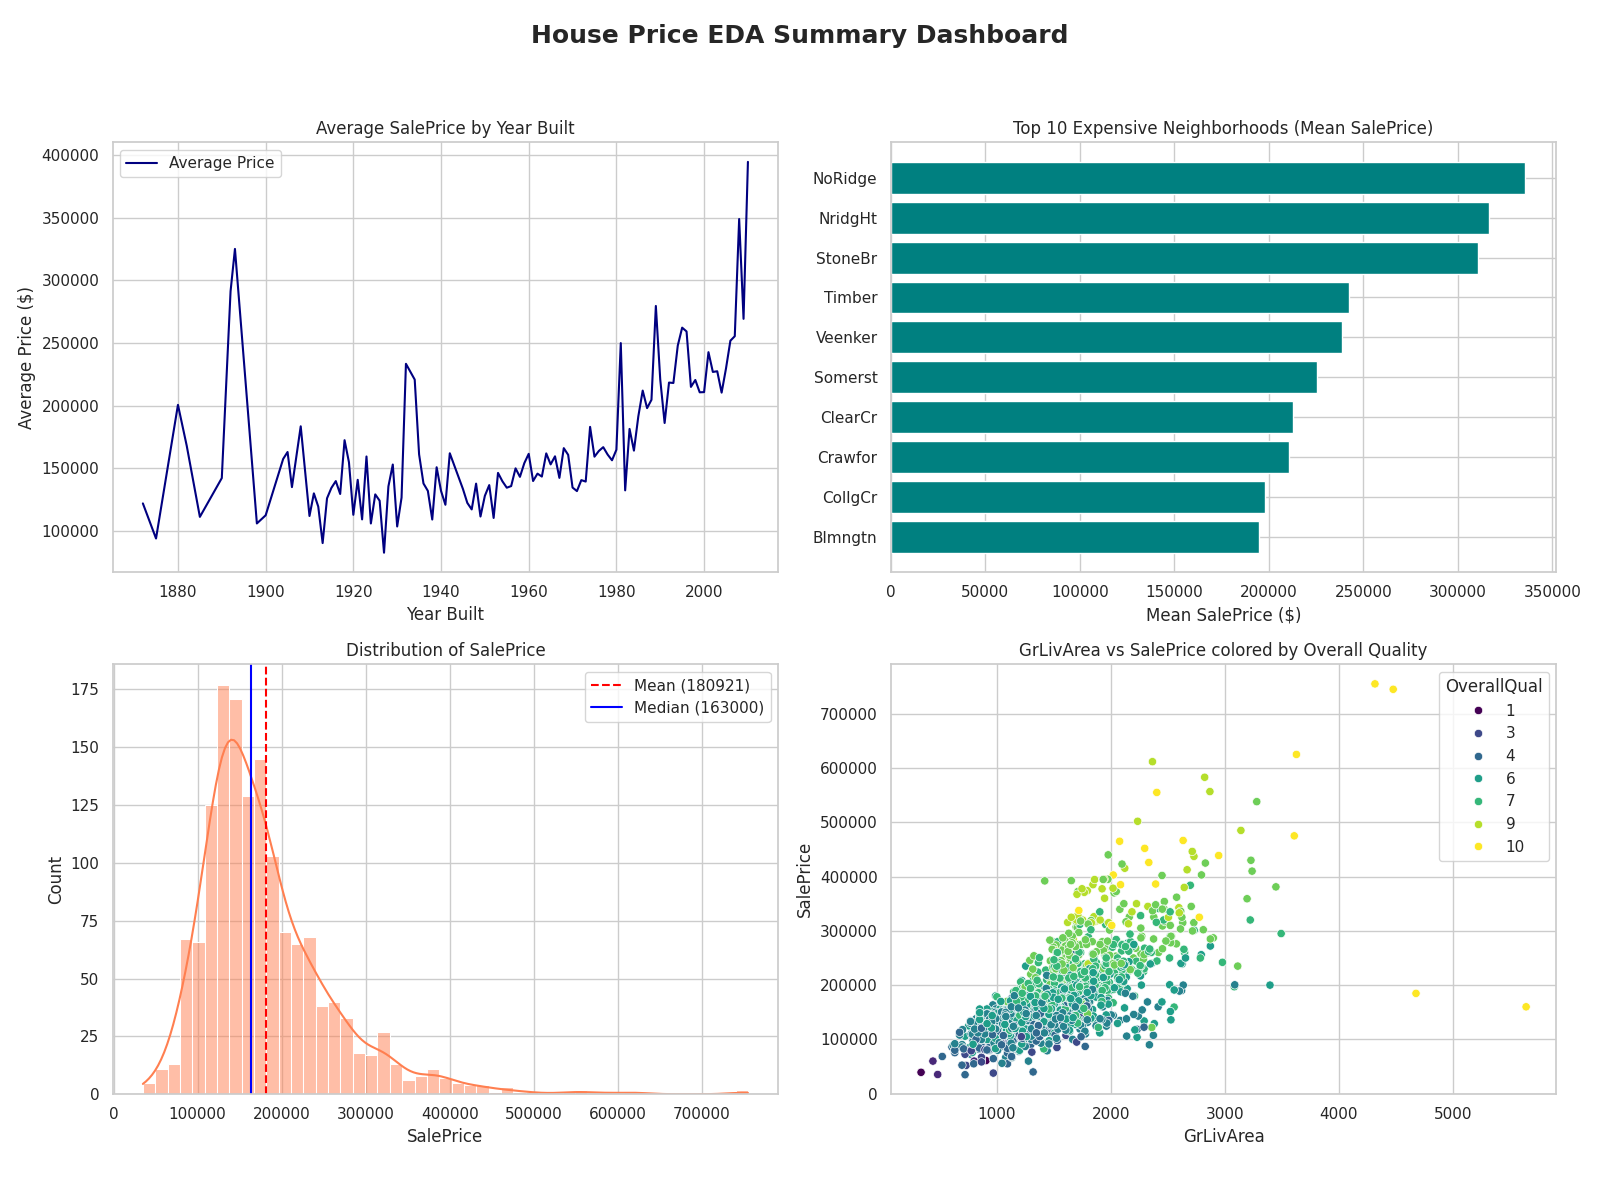 House Price EDA Summary Dashboard
Average SalePrice by Year Built
Average Price
400000
350000
300000
250000
200000
150000
100000
Average Price ($)
1880 1900 1920 1940 1960 1980 2000
Year Built
Top 10 Expensive Neighborhoods (Mean SalePrice)
NoRidge
NridgHt
StoneBr
Timber
Veenker
Somerst
ClearCr
Crawfor
CollgCr
Blmngtn
0 50000 100000 150000 200000 250000 300000 350000
Mean SalePrice ($)
Distribution of SalePrice
Mean (180921)
Median (163000)
175
150
125
100
75
50
25
0
Count
0 100000 200000 300000 400000 500000 600000 700000
SalePrice
GrLivArea vs SalePrice colored by Overall Quality
OverallQual
1
3
4
6
7
9
10
700000
600000
500000
400000
300000
200000
100000
0
SalePrice
1000 2000 3000 4000 5000
GrLivArea